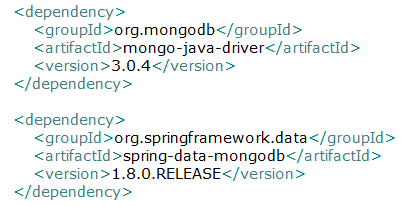 <dependency>
    <groupId>org.mongodb</groupId>
    <artifactId>mongo-java-driver</artifactId>
    <version>3.0.4</version>
</dependency>

<dependency>
    <groupId>org.springframework.data</groupId>
    <artifactId>spring-data-mongodb</artifactId>
    <version>1.8.0.RELEASE</version>
</dependency>